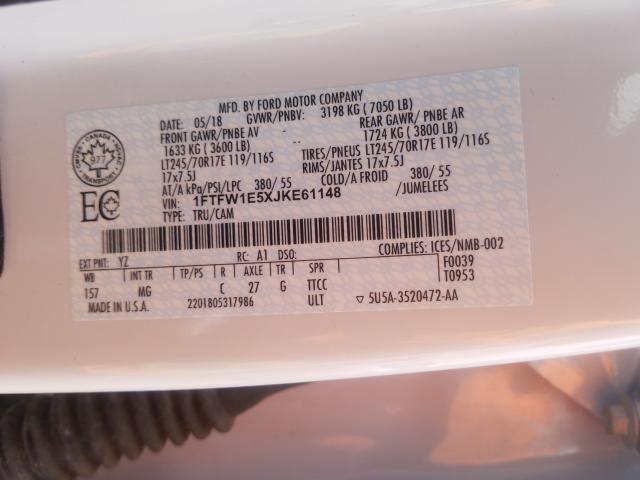 MFD. BY FORD MOTOR COMPANY
DATE: 05/18 GVWR/PNBV: 3198 KG ( 7050 LB)
FRONT GAWR/PNBE AV REAR GAWR/ PNBE AR
1633 KG ( 3600 LB) 1724 KG ( 3800 LB)
LT245/70R17E 119/116S TIRES/PNEUS LT245/70R17E 119/116S
17x7.5J RIMS/JANTES 17x7.5J
AT/A kPa/PSI/LPC 380/ 55 COLD/A FROID 380/ 55
VIN: 1FTFW1E5XJKE61148 /JUMELEES
TYPE: TRU/CAM
CANADA
977
TRANSPORT
EC
EXT PNT: YZ RC: A1 DSO: COMPLIES: ICES/NMB-002
WB INT TR TP/PS R AXLE TR SPR F0039
157 MG C 27 G TTCC T0953
MADE IN U.S.A. 2201805317986 ULT ▽ 5U5A-3520472-AA